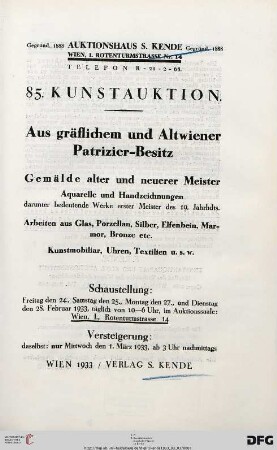 Gegründ. 1883 AUKTIONSHAUS S. KENDE Gegründ. 1883
WIEN, I. ROTENTURMSTRASSE Nr. 14
TELEFON R-21-2-63.
85. KUNSTAUKTION.
Aus gräflichem und Altwiener
Patrizier-Besitz
Gemälde alter und neuerer Meister
Aquarelle und Handzeichnungen
darunter bedeutende Werke erster Meister des 19. Jahrhdts.
Arbeiten aus Glas, Porzellan, Silber, Elfenbein, Mar-
mor, Bronze etc.
Kunstmobiliar, Uhren, Textilien u. s. w.
Schaustellung:
Freitag den 24., Samstag den 25., Montag den 27., und Dienstag
den 28. Februar 1933, täglich von 10–6 Uhr, im Auktionssaale:
Wien, I., Rotenturmstrasse 14
Versteigerung:
daselbst: nur Mittwoch den 1. März 1933, ab 3 Uhr nachmittags
WIEN 1933 / VERLAG S. KENDE
DFG